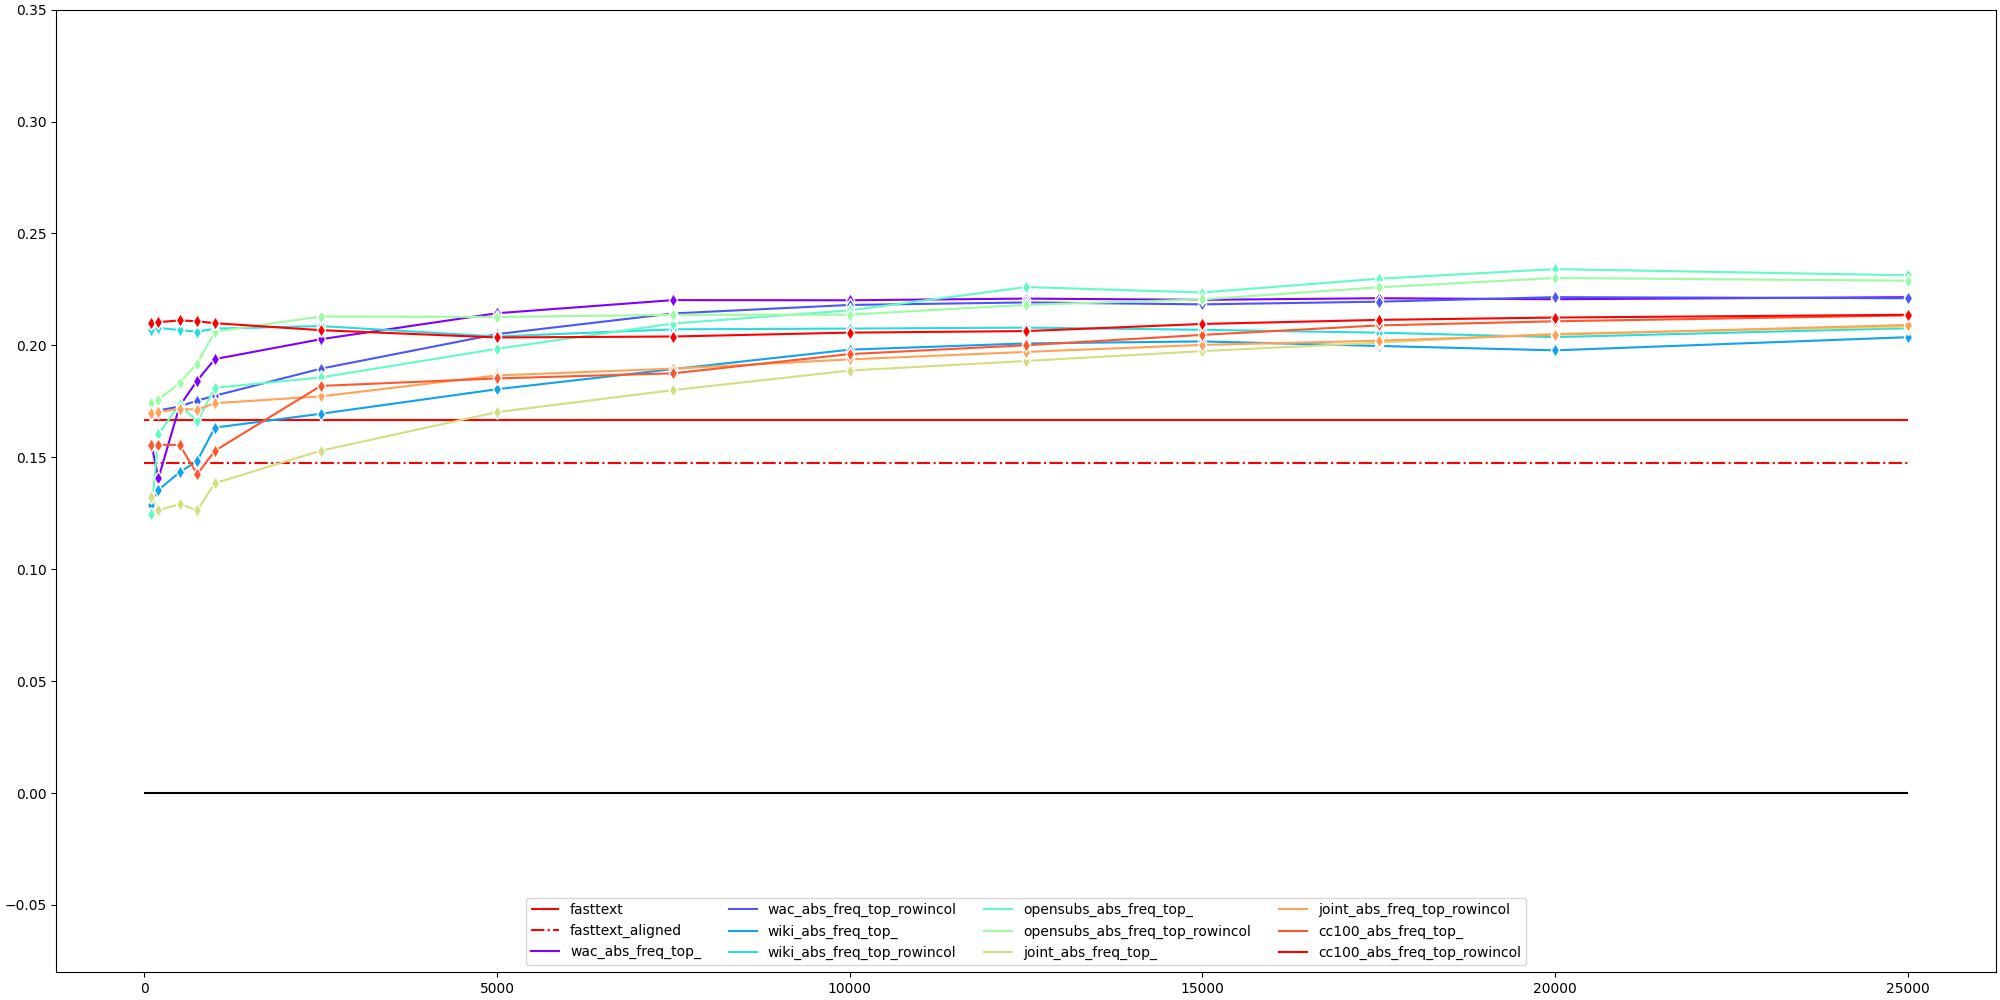 0.35
0.30
0.25
0.20
0.15
0.10
0.05
0.00
−0.05
0 5000 10000 15000 20000 25000
fasttext
fasttext_aligned
wac_abs_freq_top_
wac_abs_freq_top_rowincol
wiki_abs_freq_top_
wiki_abs_freq_top_rowincol
opensubs_abs_freq_top_
opensubs_abs_freq_top_rowincol
joint_abs_freq_top_
joint_abs_freq_top_rowincol
cc100_abs_freq_top_
cc100_abs_freq_top_rowincol